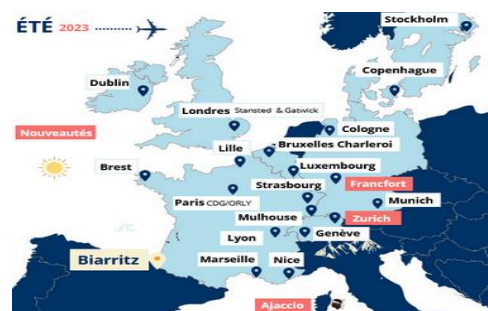 ÉTÉ 2023
Stockholm
Copenhague
Dublin
Londres Stansted & Gatwick
Nouveautés
Cologne
Lille
Bruxelles Charleroi
Brest
Luxembourg
Strasbourg
Francfort
Paris CDG/ORLY
Munich
Mulhouse
Zurich
Lyon
Genève
Biarritz
Marseille
Nice
Ajaccio